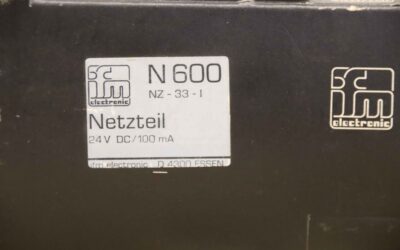 ifm electronic
N 600
NZ - 33 - I
Netzteil
24 V DC/100 mA
ifm electronic D 4300 ESSEN
ifm electronic